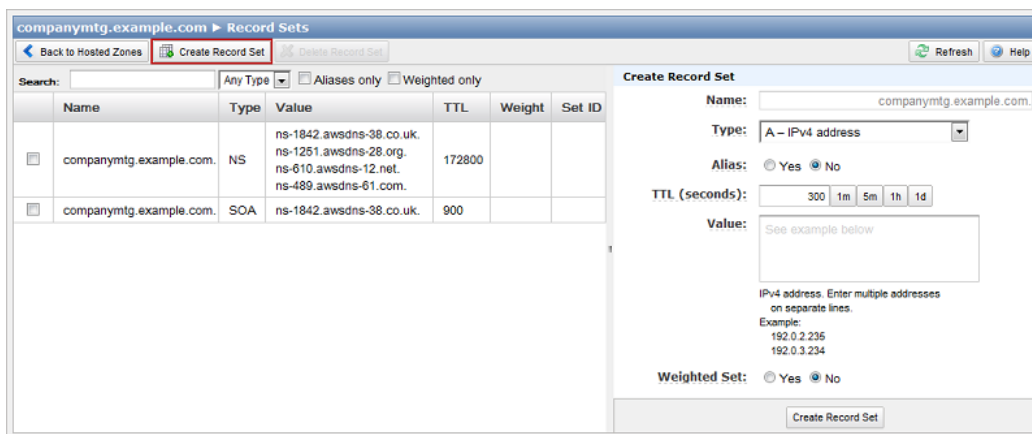 companymtg.example.com ▶ Record Sets
Back to Hosted Zones Create Record Set Delete Record Set Refresh Help
Search: Any Type Aliases only Weighted only
Name Type Value TTL Weight Set ID
companymtg.example.com. NS ns-1842.awsdns-38.co.uk. 172800
ns-1251.awsdns-28.org.
ns-610.awsdns-12.net.
ns-489.awsdns-61.com.
companymtg.example.com. SOA ns-1842.awsdns-38.co.uk. 900
Create Record Set
Name: companymtg.example.com.
Type: A – IPv4 address
Alias: Yes No
TTL (seconds): 300 1m 5m 1h 1d
Value: See example below
IPv4 address. Enter multiple addresses
on separate lines.
Example:
192.0.2.235
192.0.3.234
Weighted Set: Yes No
Create Record Set